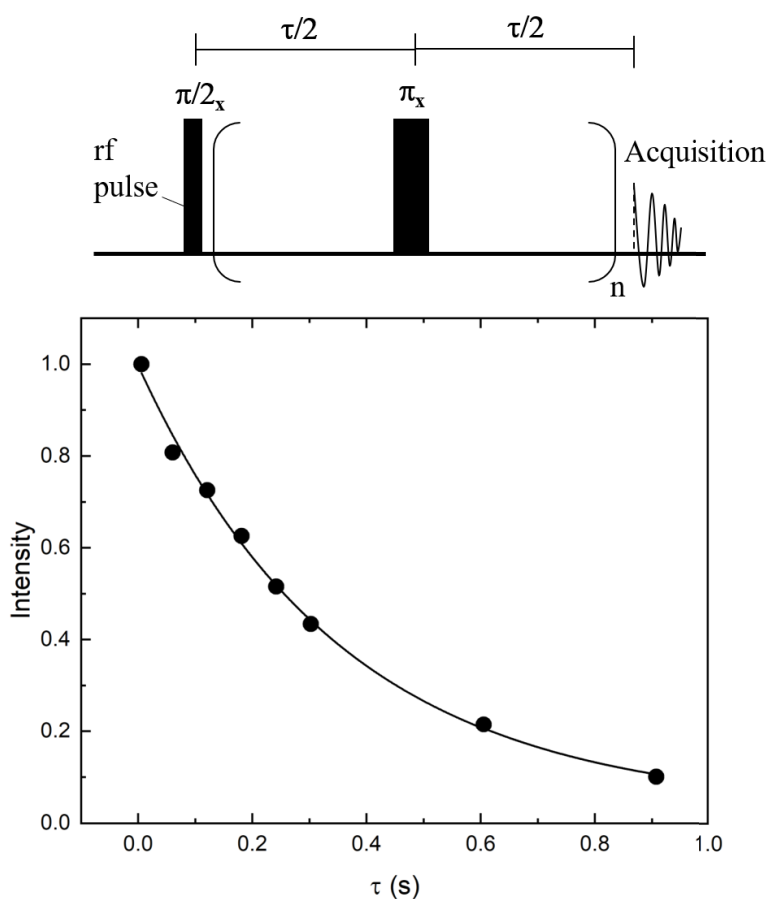 τ/2 τ/2
π/2x πx
rf
pulse
Acquisition
n
1.0
0.8
0.6
0.4
0.2
0.0
Intensity
0.0 0.2 0.4 0.6 0.8 1.0
τ (s)